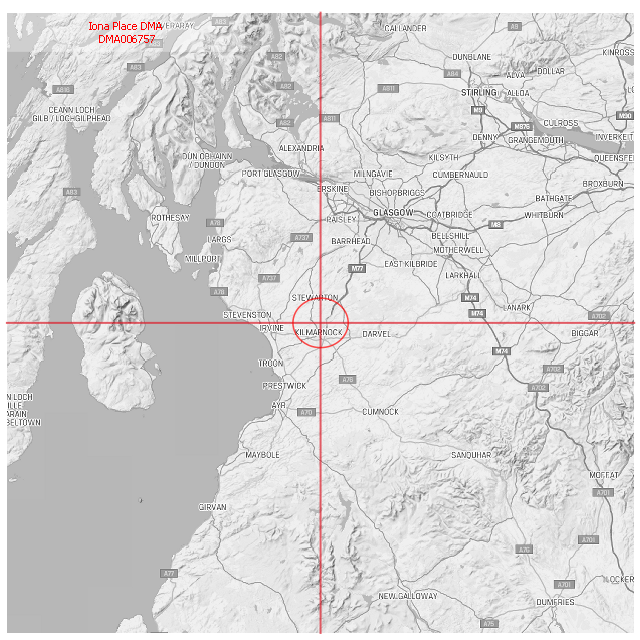 Iona Place DMA
DMA006757
ERARAY
A83
CALLANDER
A9
KINROSS
A83
A82
DUNBLANE
ALVA
DOLLAR
A84
A816
A82
A811
STIRLING
ALLOA
CEANN LOCH
GILB / LOCHGILPHEAD
M9
M90
A82
A811
CULROSS
M876
DENNY
GRANGEMOUTH
INVERKEIT
ALEXANDRIA
KILSYTH
QUEENSFE
DUN OBHAINN
/ DUNOON
PORT GLASGOW
MILNGAVIE
CUMBERNAULD
BROXBURN
A83
ERSKINE
BISHOPBRIGGS
BATHGATE
ROTHESAY
A78
PAISLEY
GLASGOW
COATBRIDGE
WHITBURN
M8
LARGS
A737
BARRHEAD
BELLSHILL
MOTHERWELL
MILLPORT
M77
EAST KILBRIDE
LARKHALL
A737
A78
STEWARTON
M74
LANARK
STEVENSTON
M74
A702
IRVINE
KILMARNOCK
DARVEL
BIGGAR
M74
TROON
A702
PRESTWICK
A76
A702
N LOCH
ILLE
ARAIN
BELTOWN
AYR
A70
CUMNOCK
MAYBOLE
SANQUHAR
MOFFAT
A701
GIRVAN
A701
A76
A77
A701
LOCKER
NEW GALLOWAY
DUMFRIES
A75